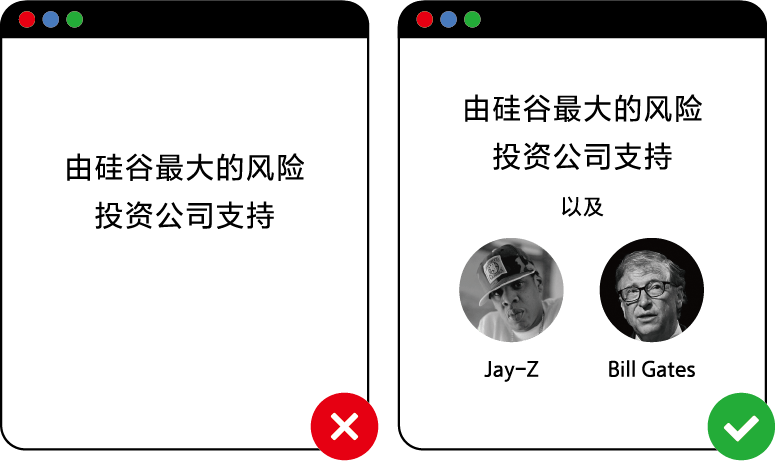 由硅谷最大的风险
投资公司支持
由硅谷最大的风险
投资公司支持
以及
Jay-Z
Bill Gates